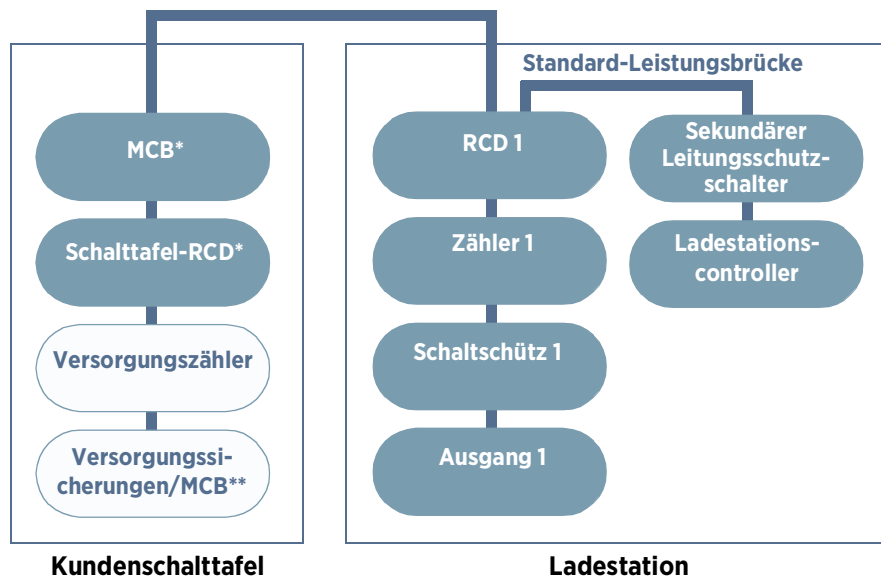 MCB*
Schalttafel-RCD*
Versorgungszähler
Versorgungssi-
cherungen/MCB**
Kundenschalttafel
Standard-Leistungsbrücke
RCD 1
Zähler 1
Schaltschütz 1
Ausgang 1
Sekundärer
Leitungsschutz-
schalter
Ladestations-
controller
Ladestation